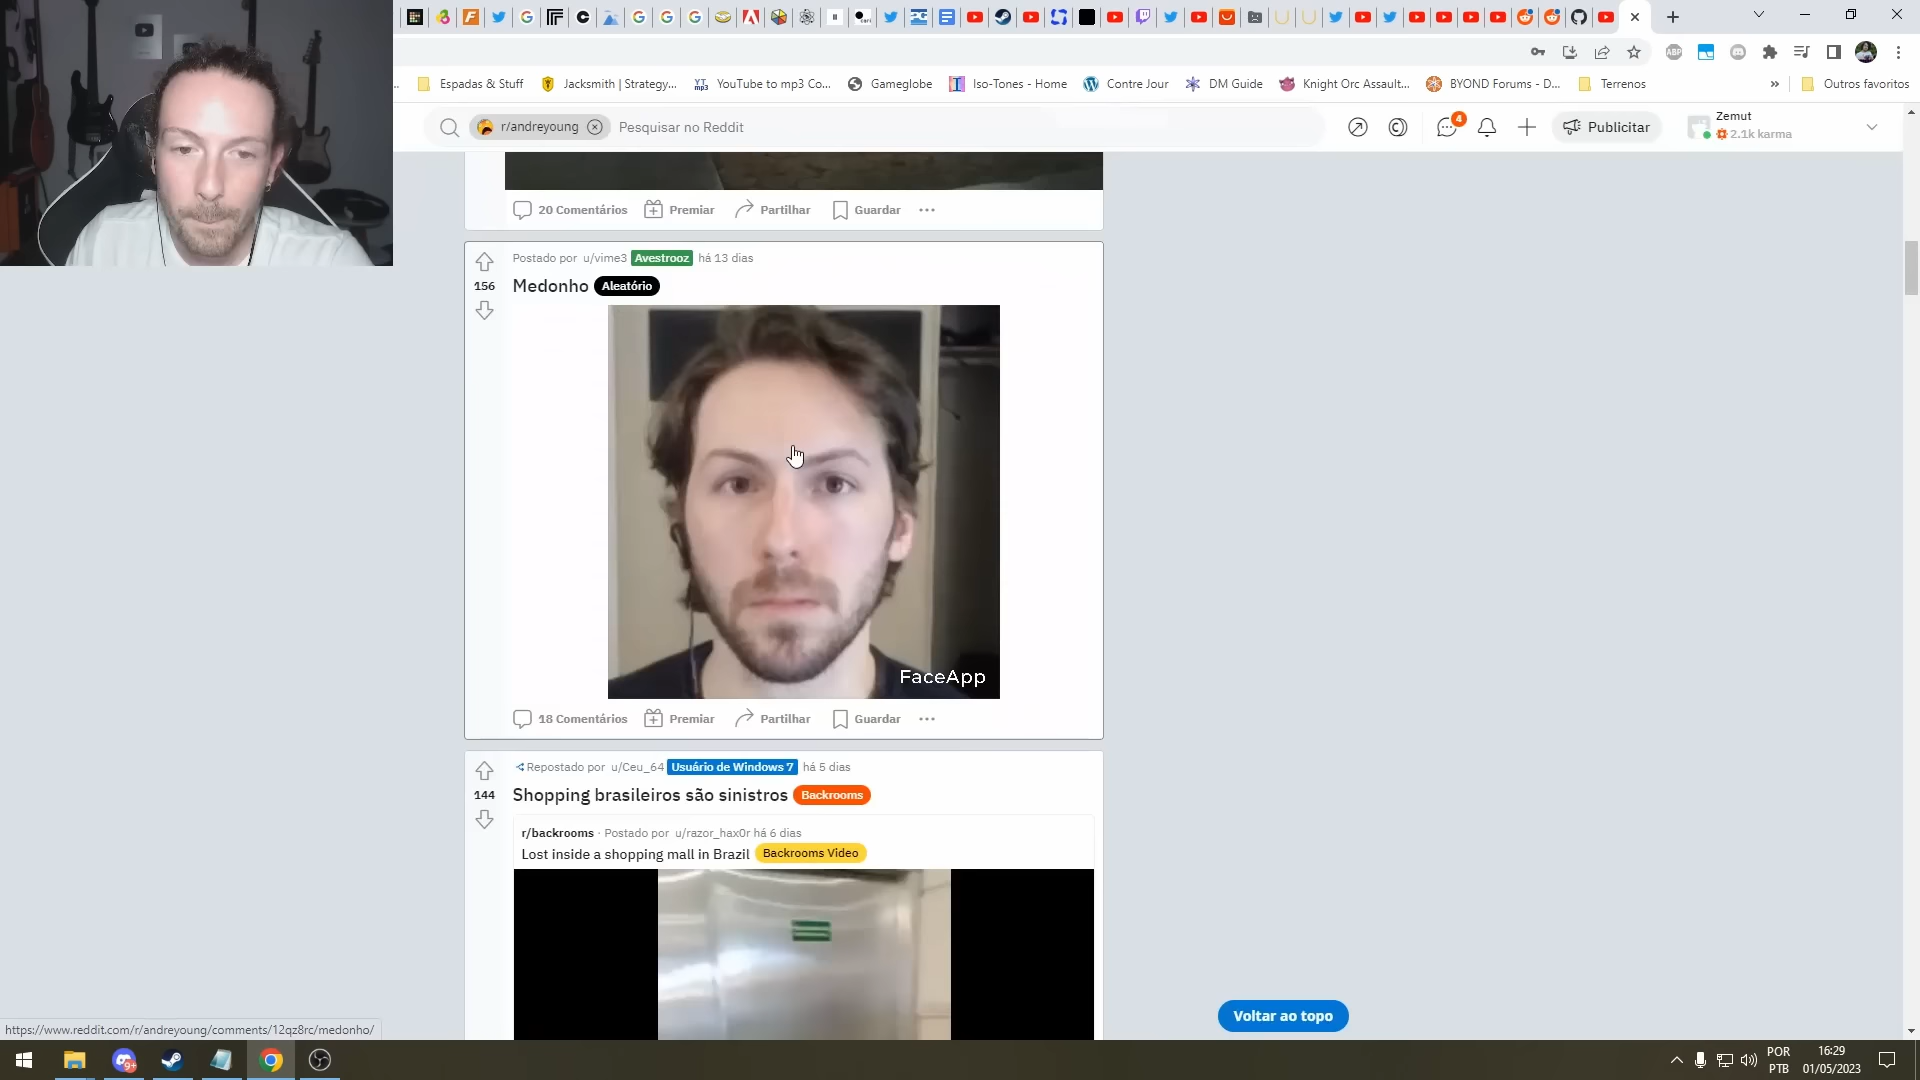 Espadas & Stuff
Jacksmith | Strategy...
YouTube to mp3 Co...
Gameglobe
Iso-Tones - Home
Contre Jour
DM Guide
Knight Orc Assault...
BYOND Forums - D...
Terrenos
»
Outros favoritos
r/andreyoung
Pesquisar no Reddit
4
Publicitar
Zemut
2.1k karma
20 Comentários
Premiar
Partilhar
Guardar
Postado por u/vime3 Avestrooz há 13 dias
156
Medonho Aleatório
FaceApp
18 Comentários
Premiar
Partilhar
Guardar
Repostado por u/Ceu_64 Usuário de Windows 7 há 5 dias
144
Shopping brasileiros são sinistros Backrooms
r/backrooms · Postado por u/razor_hax0r há 6 dias
Lost inside a shopping mall in Brazil Backrooms Video
Voltar ao topo
https://www.reddit.com/r/andreyoung/comments/12qz8rc/medonho/
9+
POR
PTB
16:29
01/05/2023